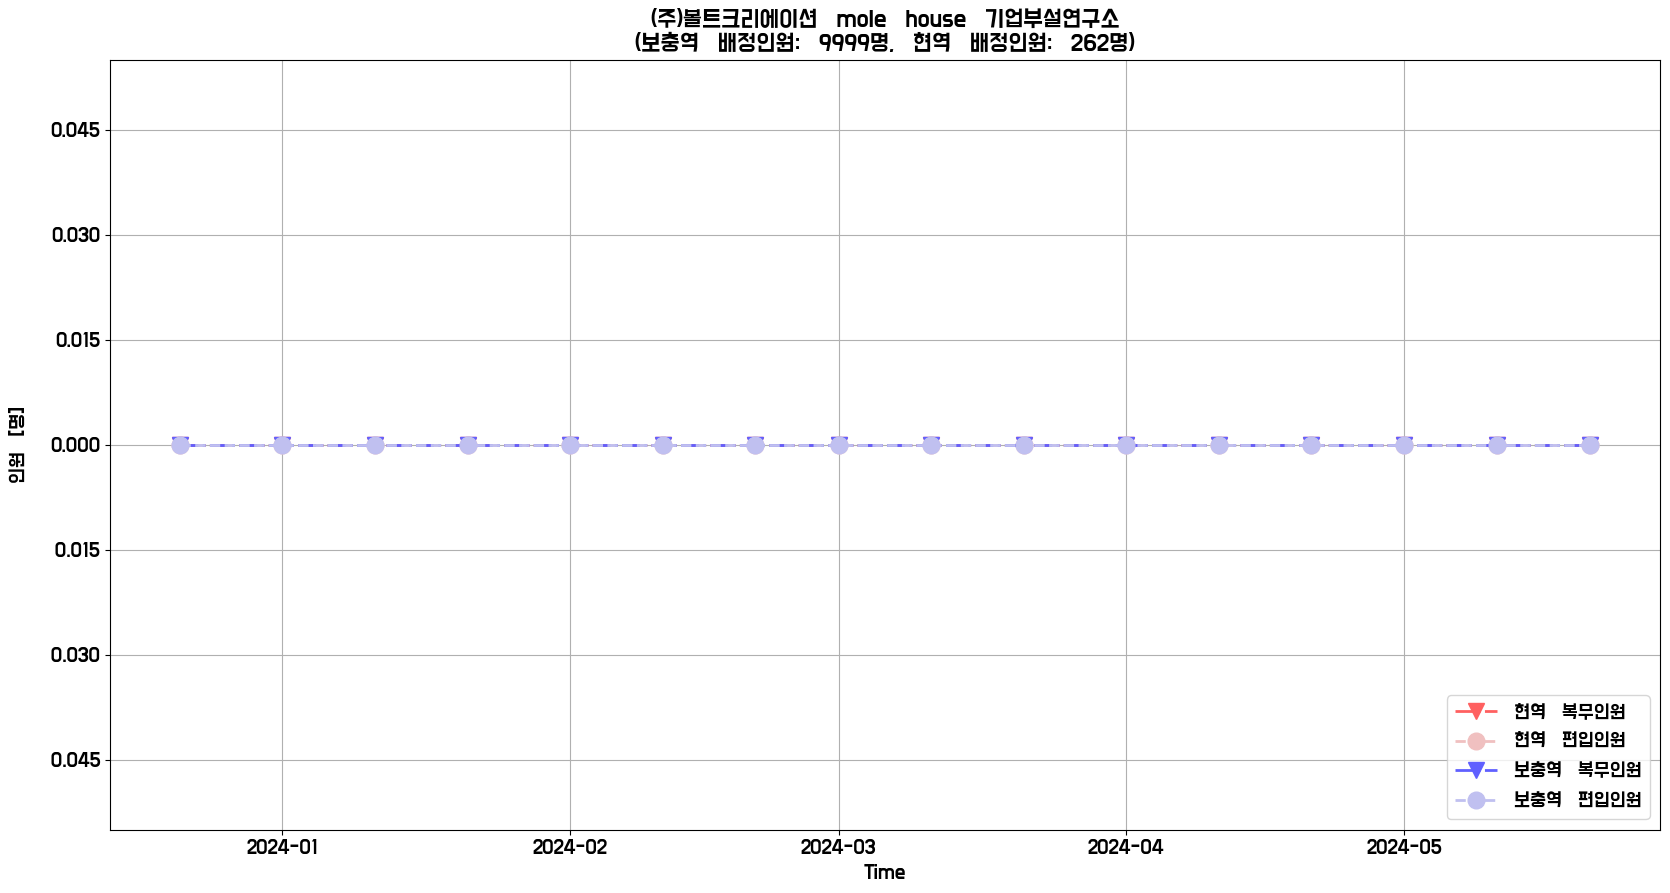 (주)볼트크리에이션 mole house 기업부설연구소
(보충역 배정인원: 9999명, 현역 배정인원: 262명)
0.045
0.030
0.015
0.000
0.015
0.030
0.045
인원 [명]
현역 복무인원
현역 편입인원
보충역 복무인원
보충역 편입인원
2024-01 2024-02 2024-03 2024-04 2024-05
Time